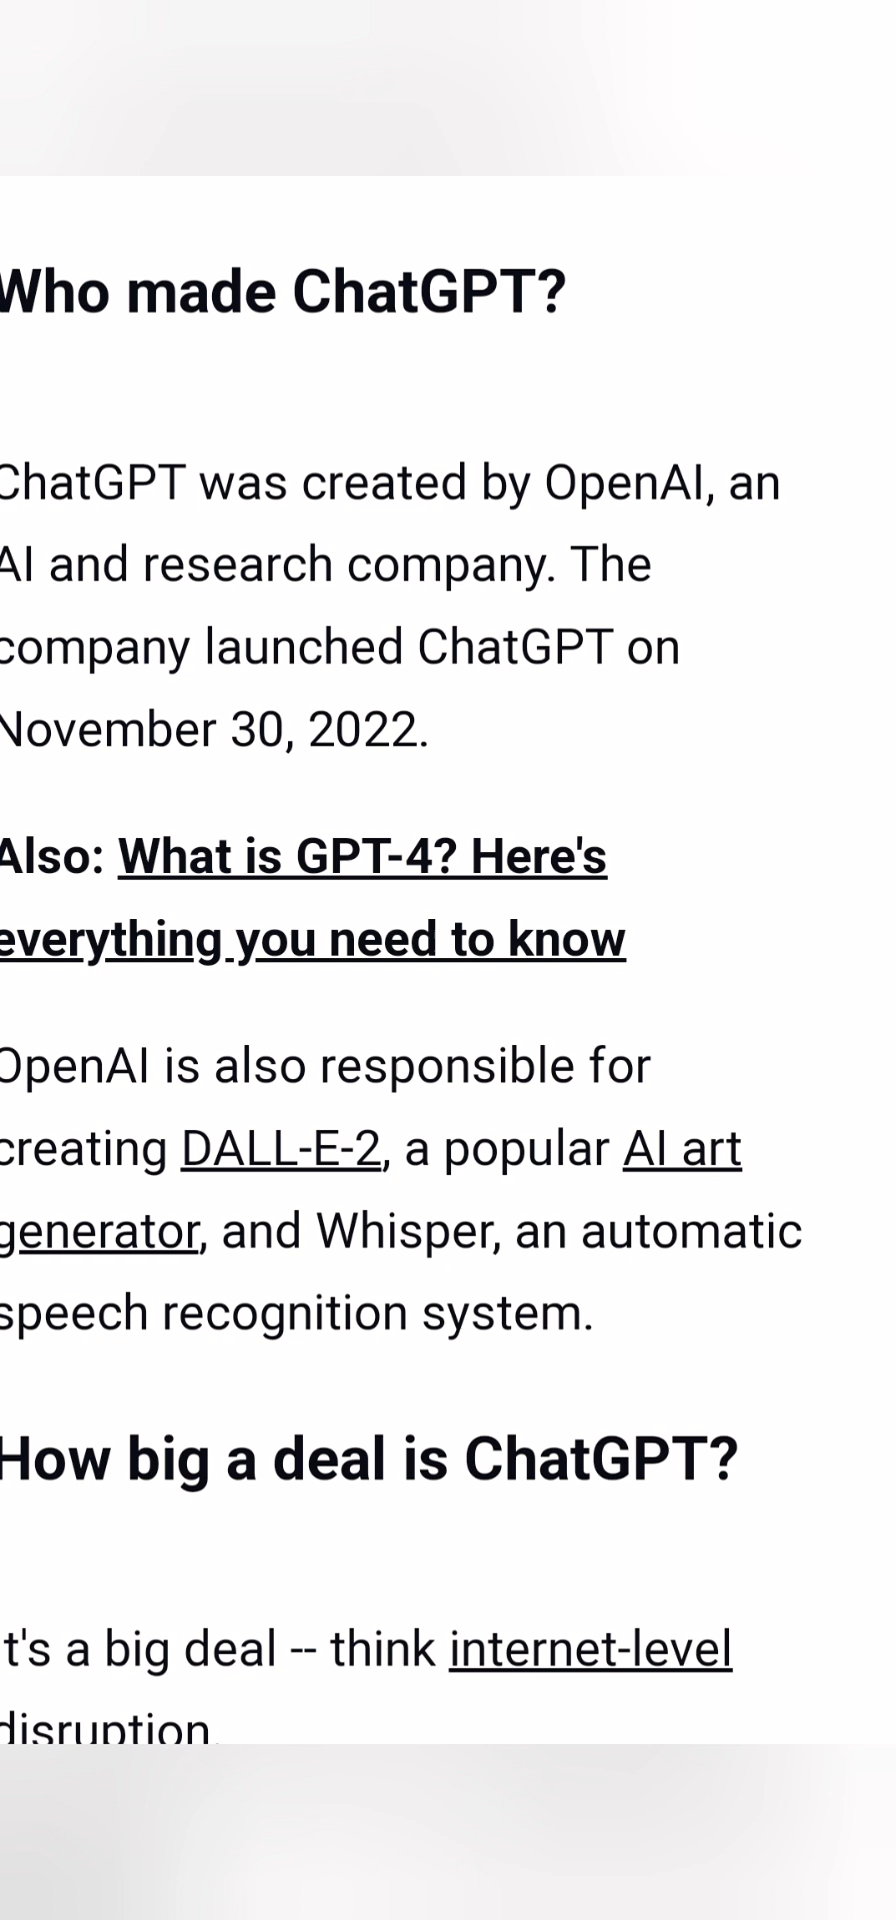 Who made ChatGPT?
ChatGPT was created by OpenAI, an
AI and research company. The
company launched ChatGPT on
November 30, 2022.
Also: What is GPT-4? Here's
everything you need to know
OpenAI is also responsible for
creating DALL-E-2, a popular AI art
generator, and Whisper, an automatic
speech recognition system.
How big a deal is ChatGPT?
It's a big deal -- think internet-level
disruption.